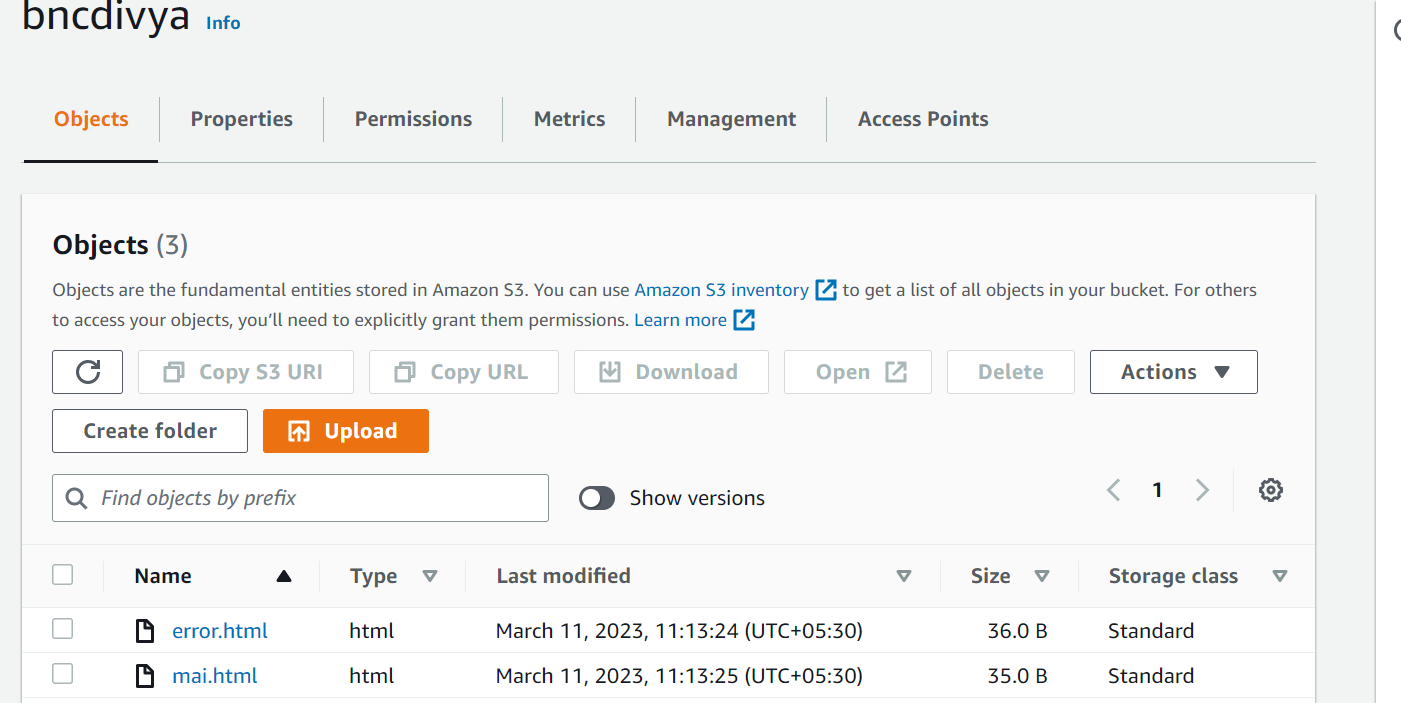 bncdivya Info
Objects Properties Permissions Metrics Management Access Points
Objects (3)
Objects are the fundamental entities stored in Amazon S3. You can use Amazon S3 inventory to get a list of all objects in your bucket. For others
to access your objects, you’ll need to explicitly grant them permissions. Learn more
Copy S3 URI Copy URL Download Open Delete Actions
Create folder Upload
Find objects by prefix Show versions 1
Name Type Last modified Size Storage class
error.html html March 11, 2023, 11:13:24 (UTC+05:30) 36.0 B Standard
mai.html html March 11, 2023, 11:13:25 (UTC+05:30) 35.0 B Standard